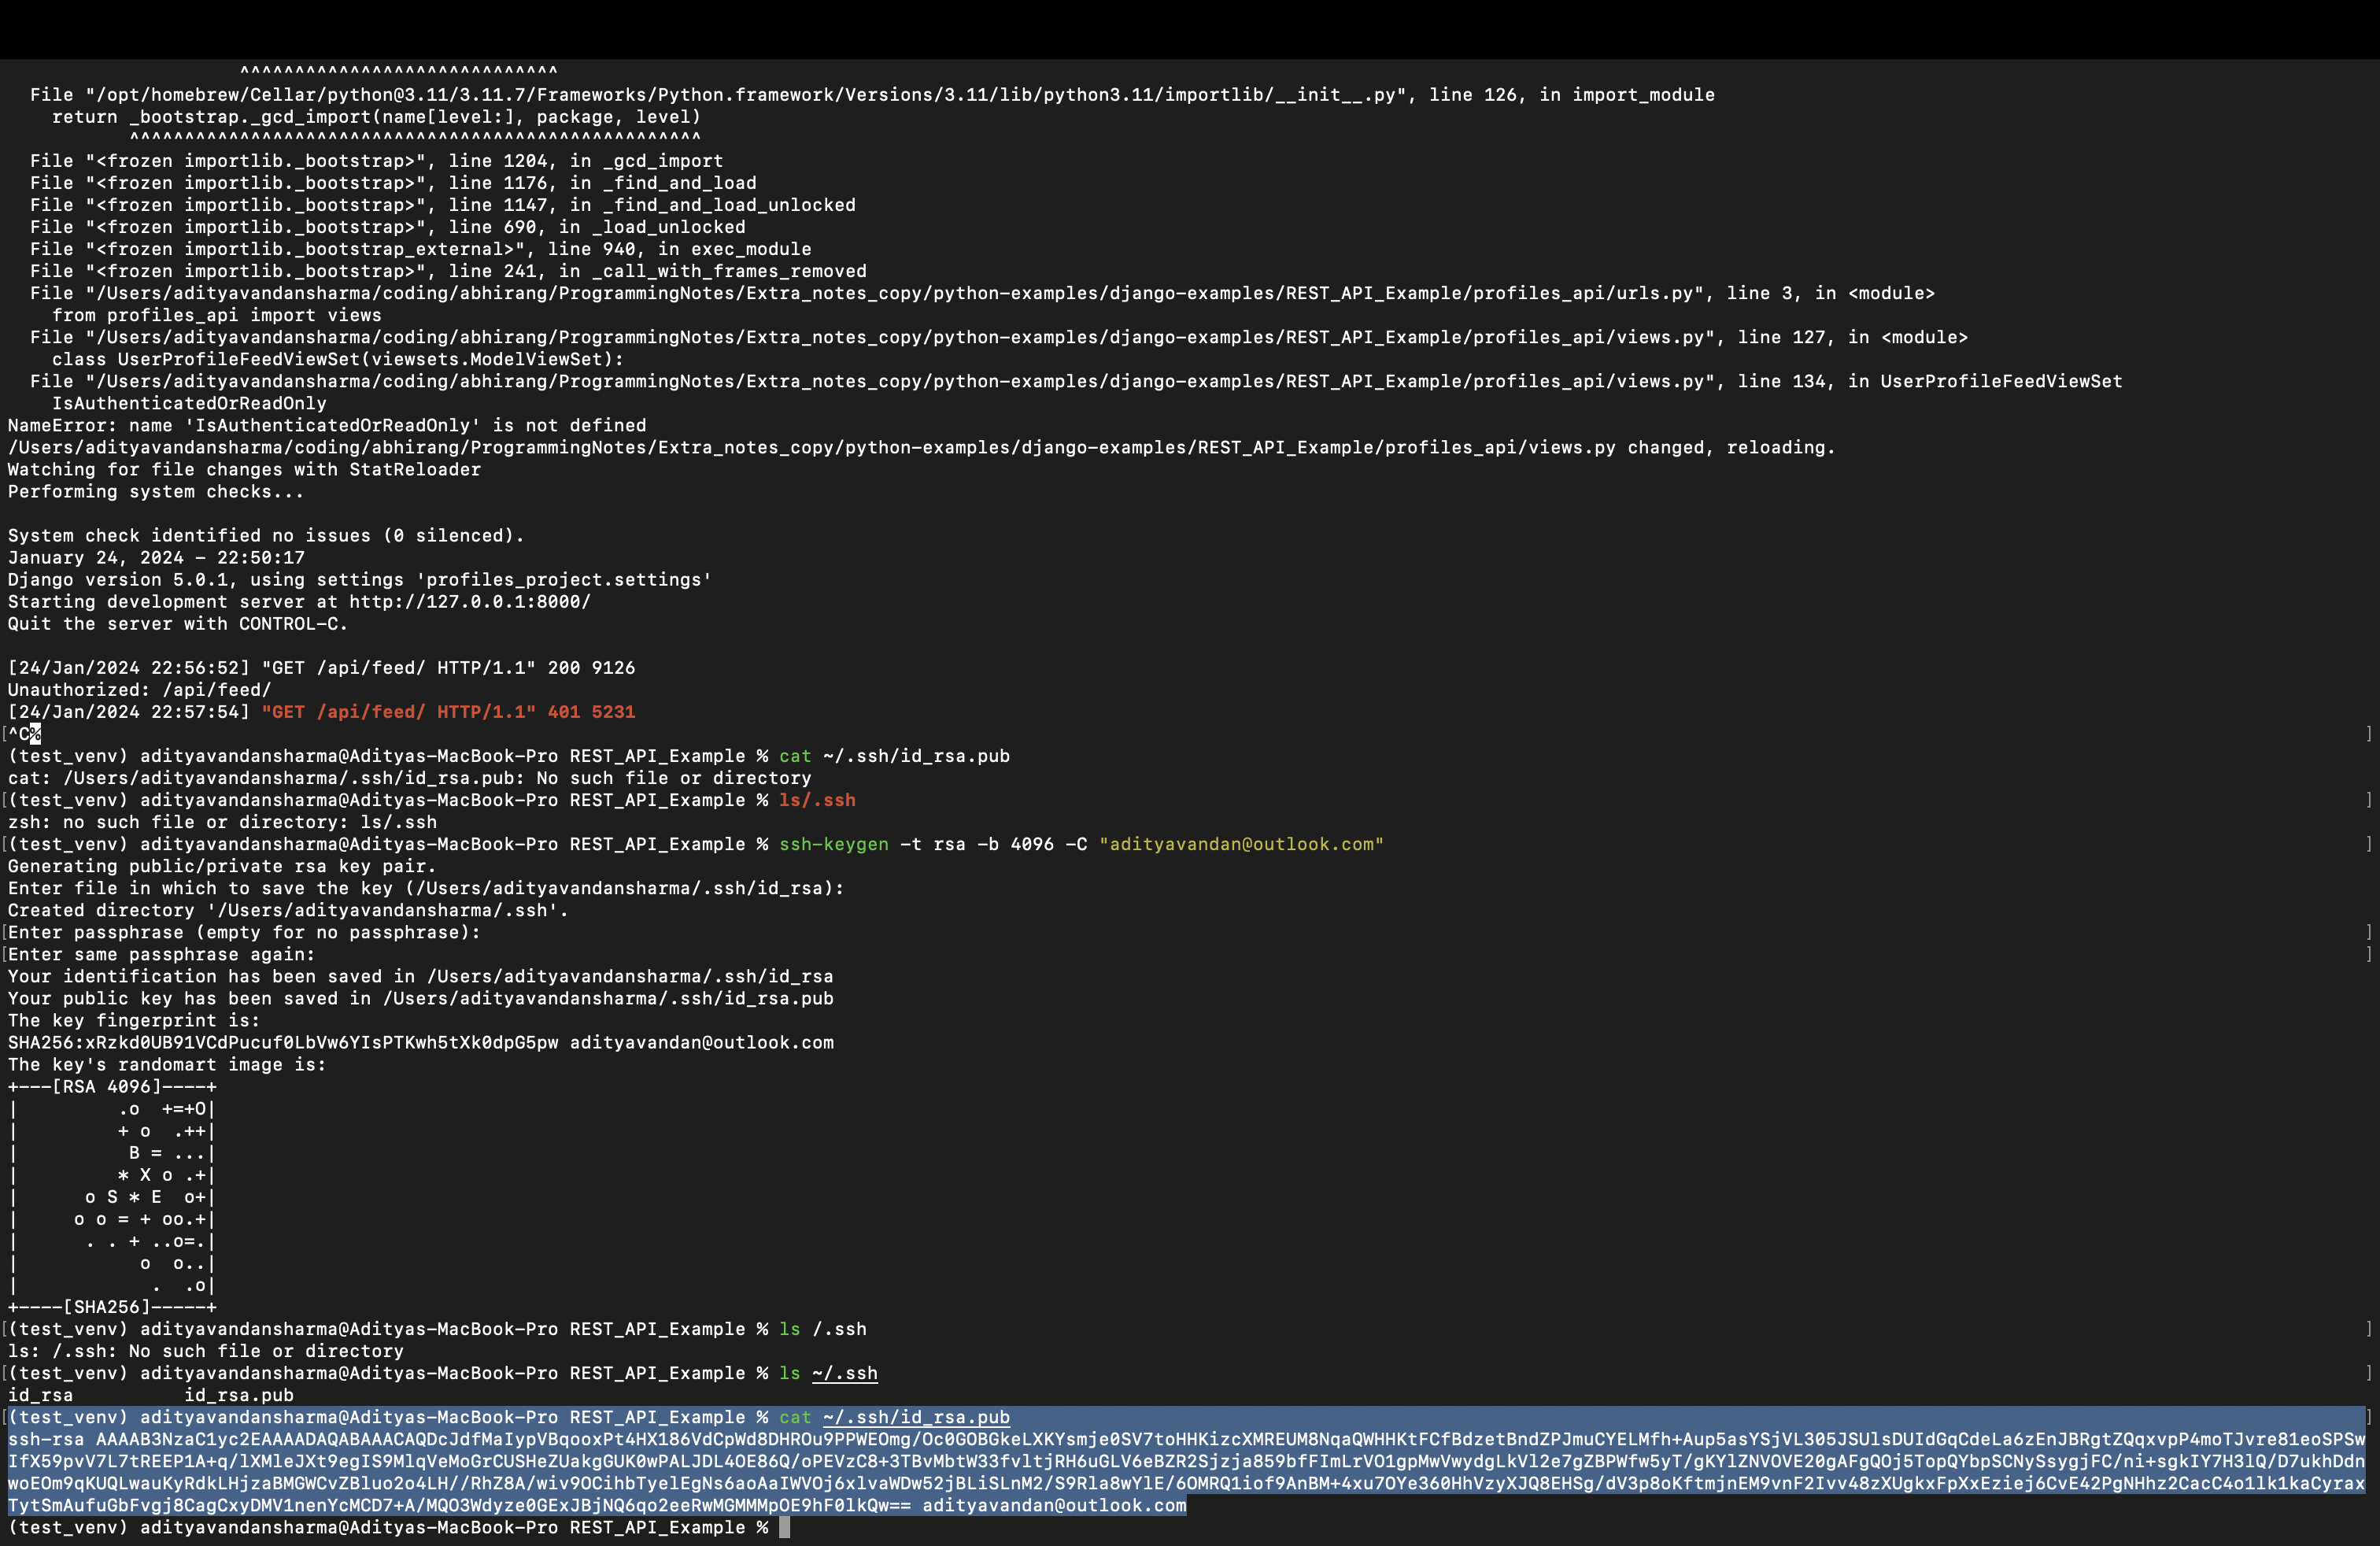 ^^^^^^^^^^^^^^^^^^^^^^^^^^^^^
  File "/opt/homebrew/Cellar/python@3.11/3.11.7/Frameworks/Python.framework/Versions/3.11/lib/python3.11/importlib/__init__.py", line 126, in import_module
    return _bootstrap._gcd_import(name[level:], package, level)
           ^^^^^^^^^^^^^^^^^^^^^^^^^^^^^^^^^^^^^^^^^^^^^^^^^^^^
  File "<frozen importlib._bootstrap>", line 1204, in _gcd_import
  File "<frozen importlib._bootstrap>", line 1176, in _find_and_load
  File "<frozen importlib._bootstrap>", line 1147, in _find_and_load_unlocked
  File "<frozen importlib._bootstrap>", line 690, in _load_unlocked
  File "<frozen importlib._bootstrap_external>", line 940, in exec_module
  File "<frozen importlib._bootstrap>", line 241, in _call_with_frames_removed
  File "/Users/adityavandansharma/coding/abhirang/ProgrammingNotes/Extra_notes_copy/python-examples/django-examples/REST_API_Example/profiles_api/urls.py", line 3, in <module>
    from profiles_api import views
  File "/Users/adityavandansharma/coding/abhirang/ProgrammingNotes/Extra_notes_copy/python-examples/django-examples/REST_API_Example/profiles_api/views.py", line 127, in <module>
    class UserProfileFeedViewSet(viewsets.ModelViewSet):
  File "/Users/adityavandansharma/coding/abhirang/ProgrammingNotes/Extra_notes_copy/python-examples/django-examples/REST_API_Example/profiles_api/views.py", line 134, in UserProfileFeedViewSet
    IsAuthenticatedOrReadOnly
NameError: name 'IsAuthenticatedOrReadOnly' is not defined
/Users/adityavandansharma/coding/abhirang/ProgrammingNotes/Extra_notes_copy/python-examples/django-examples/REST_API_Example/profiles_api/views.py changed, reloading.
Watching for file changes with StatReloader
Performing system checks...

System check identified no issues (0 silenced).
January 24, 2024 - 22:50:17
Django version 5.0.1, using settings 'profiles_project.settings'
Starting development server at http://127.0.0.1:8000/
Quit the server with CONTROL-C.

[24/Jan/2024 22:56:52] "GET /api/feed/ HTTP/1.1" 200 9126
Unauthorized: /api/feed/
[24/Jan/2024 22:57:54] "GET /api/feed/ HTTP/1.1" 401 5231
^C%
(test_venv) adityavandansharma@Adityas-MacBook-Pro REST_API_Example % cat ~/.ssh/id_rsa.pub
cat: /Users/adityavandansharma/.ssh/id_rsa.pub: No such file or directory
(test_venv) adityavandansharma@Adityas-MacBook-Pro REST_API_Example % ls/.ssh
zsh: no such file or directory: ls/.ssh
(test_venv) adityavandansharma@Adityas-MacBook-Pro REST_API_Example % ssh-keygen -t rsa -b 4096 -C "adityavandan@outlook.com"
Generating public/private rsa key pair.
Enter file in which to save the key (/Users/adityavandansharma/.ssh/id_rsa):
Created directory '/Users/adityavandansharma/.ssh'.
Enter passphrase (empty for no passphrase):
Enter same passphrase again:
Your identification has been saved in /Users/adityavandansharma/.ssh/id_rsa
Your public key has been saved in /Users/adityavandansharma/.ssh/id_rsa.pub
The key fingerprint is:
SHA256:xRzkd0UB91VCdPucuf0LbVw6YIsPTKwh5tXk0dpG5pw adityavandan@outlook.com
The key's randomart image is:
+---[RSA 4096]----+
|         .o  +=+O|
|         + o  .++|
|          B = ...|
|         * X o .+|
|      o S * E  o+|
|     o o = + oo.+|
|      . . + ..o=.|
|           o  o..|
|            .  .o|
+----[SHA256]-----+
(test_venv) adityavandansharma@Adityas-MacBook-Pro REST_API_Example % ls /.ssh
ls: /.ssh: No such file or directory
(test_venv) adityavandansharma@Adityas-MacBook-Pro REST_API_Example % ls ~/.ssh
id_rsa          id_rsa.pub
(test_venv) adityavandansharma@Adityas-MacBook-Pro REST_API_Example % cat ~/.ssh/id_rsa.pub
ssh-rsa AAAAB3NzaC1yc2EAAAADAQABAAACAQDcJdfMaIypVBqooxPt4HX186VdCpWd8DHROu9PPWEOmg/Oc0GOBGkeLXKYsmje0SV7toHHKizcXMREUM8NqaQWHHKtFCfBdzetBndZPJmuCYELMfh+Aup5asYSjVL305JSUlsDUIdGqCdeLa6zEnJBRgtZQqxvpP4moTJvre81eoSPSw
IfX59pvV7L7tREEP1A+q/lXMleJXt9egIS9MlqVeMoGrCUSHeZUakgGUK0wPALJDL4OE86Q/oPEVzC8+3TBvMbtW33fvltjRH6uGLV6eBZR2Sjzja859bfFImLrVO1gpMwVwydgLkVl2e7gZBPWfw5yT/gKYlZNVOVE20gAFgQOj5TopQYbpSCNySsygjFC/ni+sgkIY7H3lQ/D7ukhDdn
woEOm9qKUQLwauKyRdkLHjzaBMGWCvZBluo2o4LH//RhZ8A/wiv9OCihbTyelEgNs6aoAaIWVOj6xlvaWDw52jBLiSLnM2/S9Rla8wYlE/6OMRQ1iof9AnBM+4xu7OYe360HhVzyXJQ8EHSg/dV3p8oKftmjnEM9vnF2Ivv48zXUgkxFpXxEziej6CvE42PgNHhz2CacC4o1lk1kaCyrax
TytSmAufuGbFvgj8CagCxyDMV1nenYcMCD7+A/MQO3Wdyze0GExJBjNQ6qo2eeRwMGMMMpOE9hF0lkQw== adityavandan@outlook.com
(test_venv) adityavandansharma@Adityas-MacBook-Pro REST_API_Example %